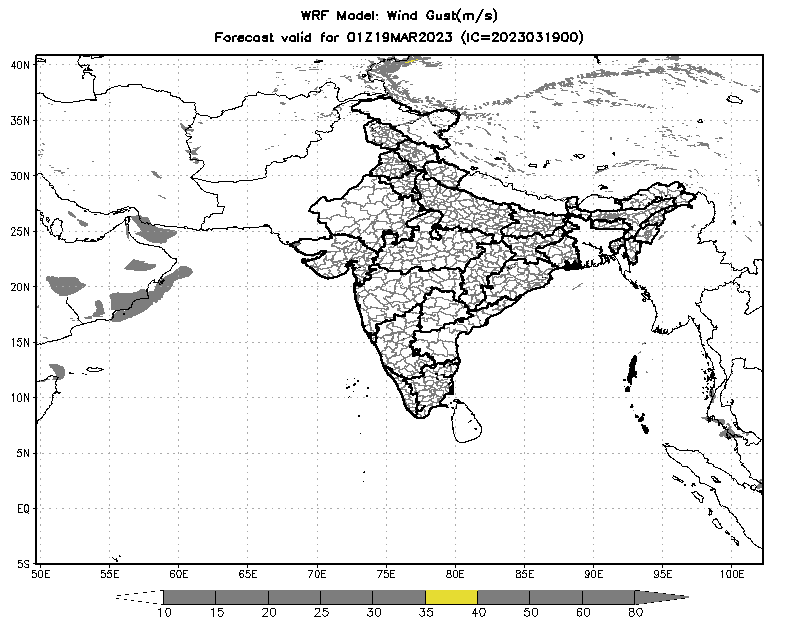 WRF Model: Wind Gust(m/s)
Forecast valid for 01Z19MAR2023 (IC=2023031900)
40N
35N
30N
25N
20N
15N
10N
5N
EQ
5S
50E 55E 60E 65E 70E 75E 80E 85E 90E 95E 100E
10 15 20 25 30 35 40 50 60 80